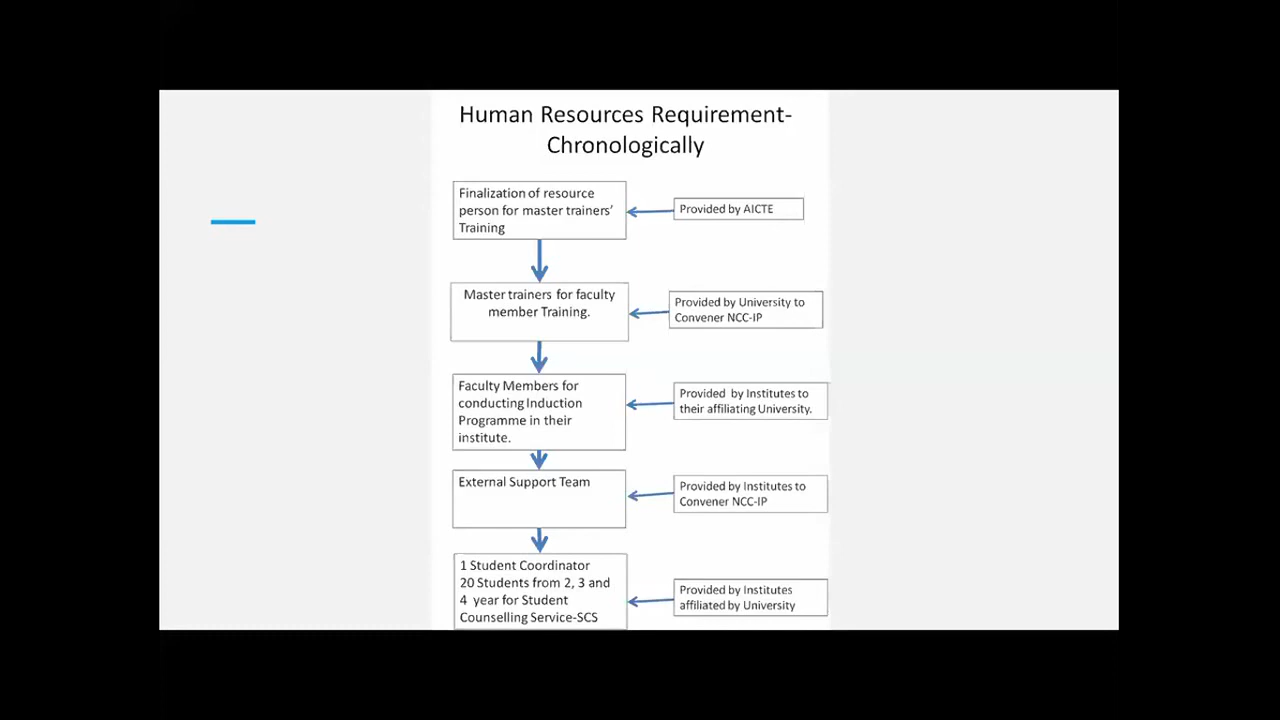 Human Resources Requirement-
Chronologically
Finalization of resource
person for master trainers’
Training
Provided by AICTE
Master trainers for faculty
member Training.
Provided by University to
Convener NCC-IP
Faculty Members for
conducting Induction
Programme in their
institute.
Provided by Institutes to
their affiliating University.
External Support Team
Provided by Institutes to
Convener NCC-IP
1 Student Coordinator
20 Students from 2, 3 and
4 year for Student
Counselling Service-SCS
Provided by Institutes
affiliated by University